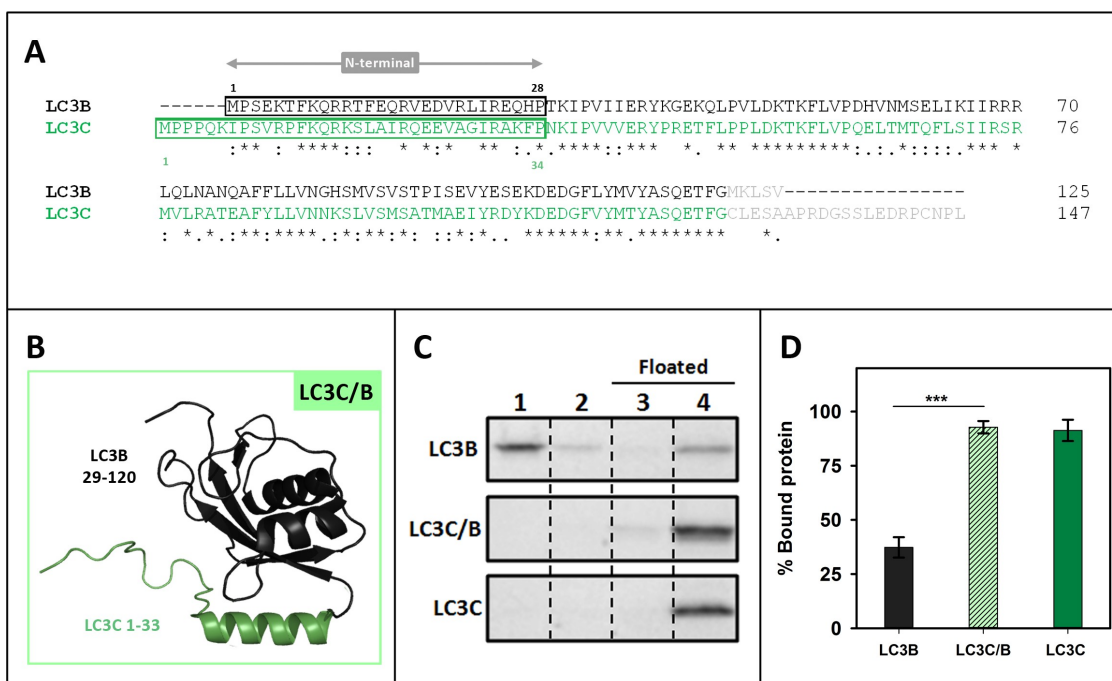 A
N-terminal
1 28
LC3B ------MPSEKTFKQRRTFEQRVEDVRLIREQHPTKIPVIIERYKGEKQLPVLDKTKFLVPDHVNMSELIKIIRRR 70
LC3C MPPPQKIPSVRPFKQRKSLAIRQEEVAGIRAKFPNKIPVVVERYPRETFLPPLDKTKFLVPQELTMTQFLSIIRSR 76
:** : ****::: * *:* ** :.*.****::*** *. ** *********:.:.*:::.*** *
1 34
LC3B LQLNANQAFFLLVNGHSMVSVSTPISEVYESEKDEDGFLYMVYASQETFGMKLSV----------------
LC3C MVLRATEAFYLLVNNKSLVSMSATMAEIYRDYKDEDGFVYMTYASQETFGCLESAAPRDGSSLEDRPCNPL
125
147
: *.*.:**:****.:*:**:*: ::*:*.. ******:**.******** *.
B
LC3C/B
LC3B
29-120
LC3C 1-33
C
Floated
1 2 3 4
LC3B
LC3C/B
LC3C
D
% Bound protein
100
75
50
25
0
***
LC3B LC3C/B LC3C